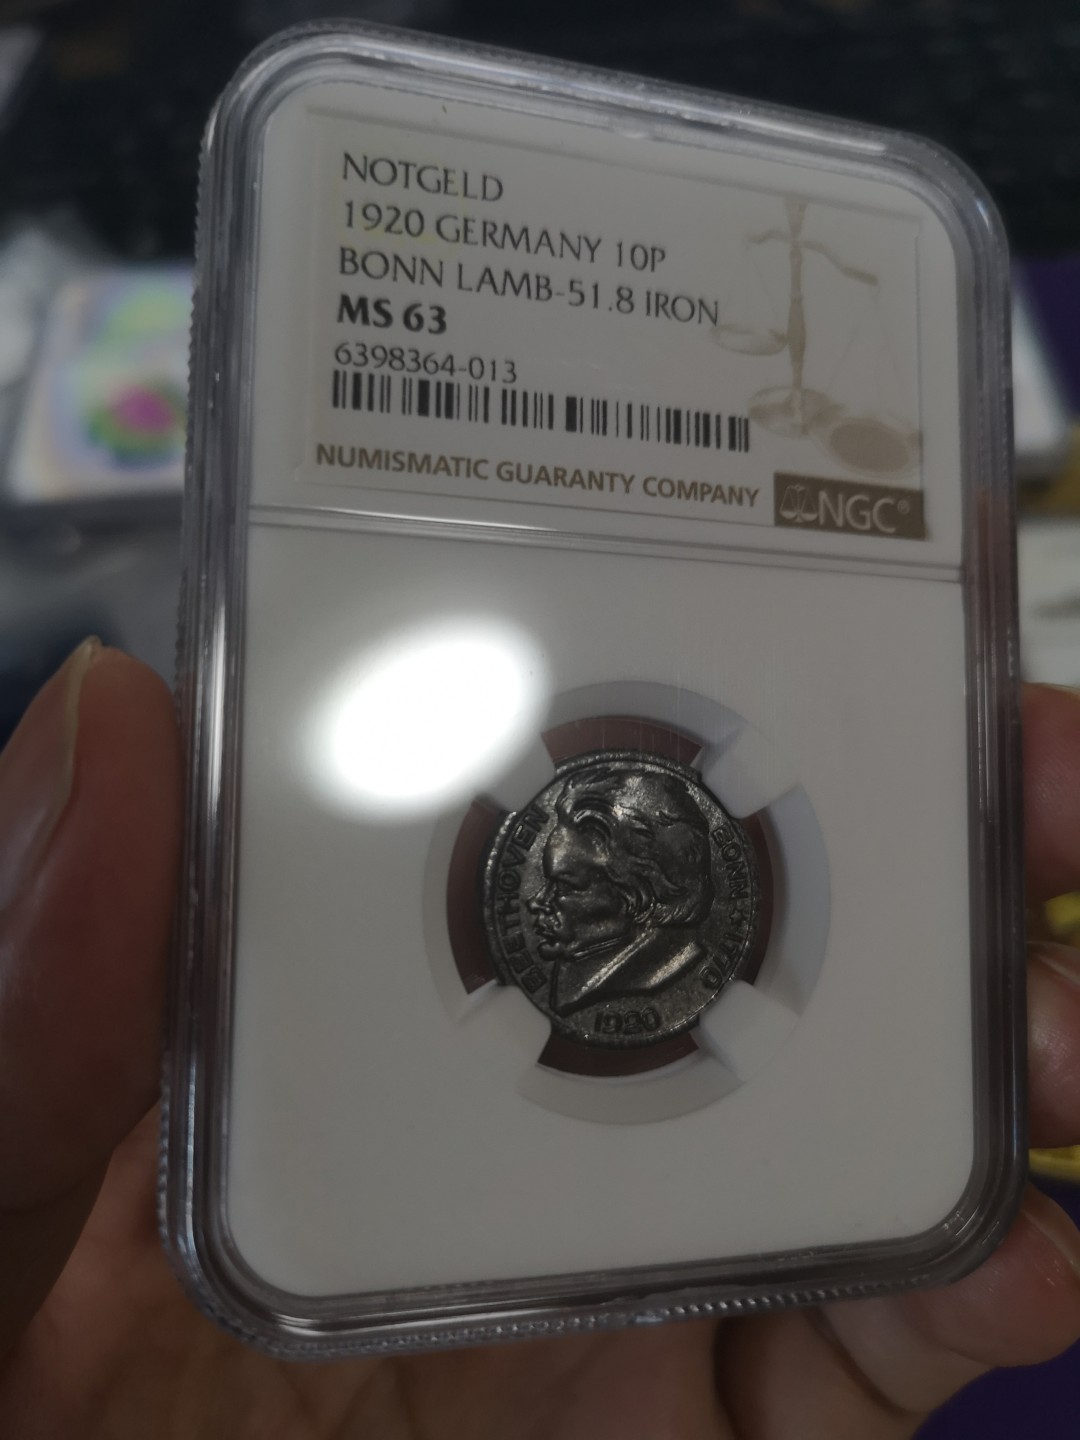 NOTGELD
1920 GERMANY 10P
BONN LAMB-51.8 IRON
MS 63
6398364-013
NUMISMATIC GUARANTY COMPANY
NGC®
BEETHOVEN
BONN ☆ 1770
1920